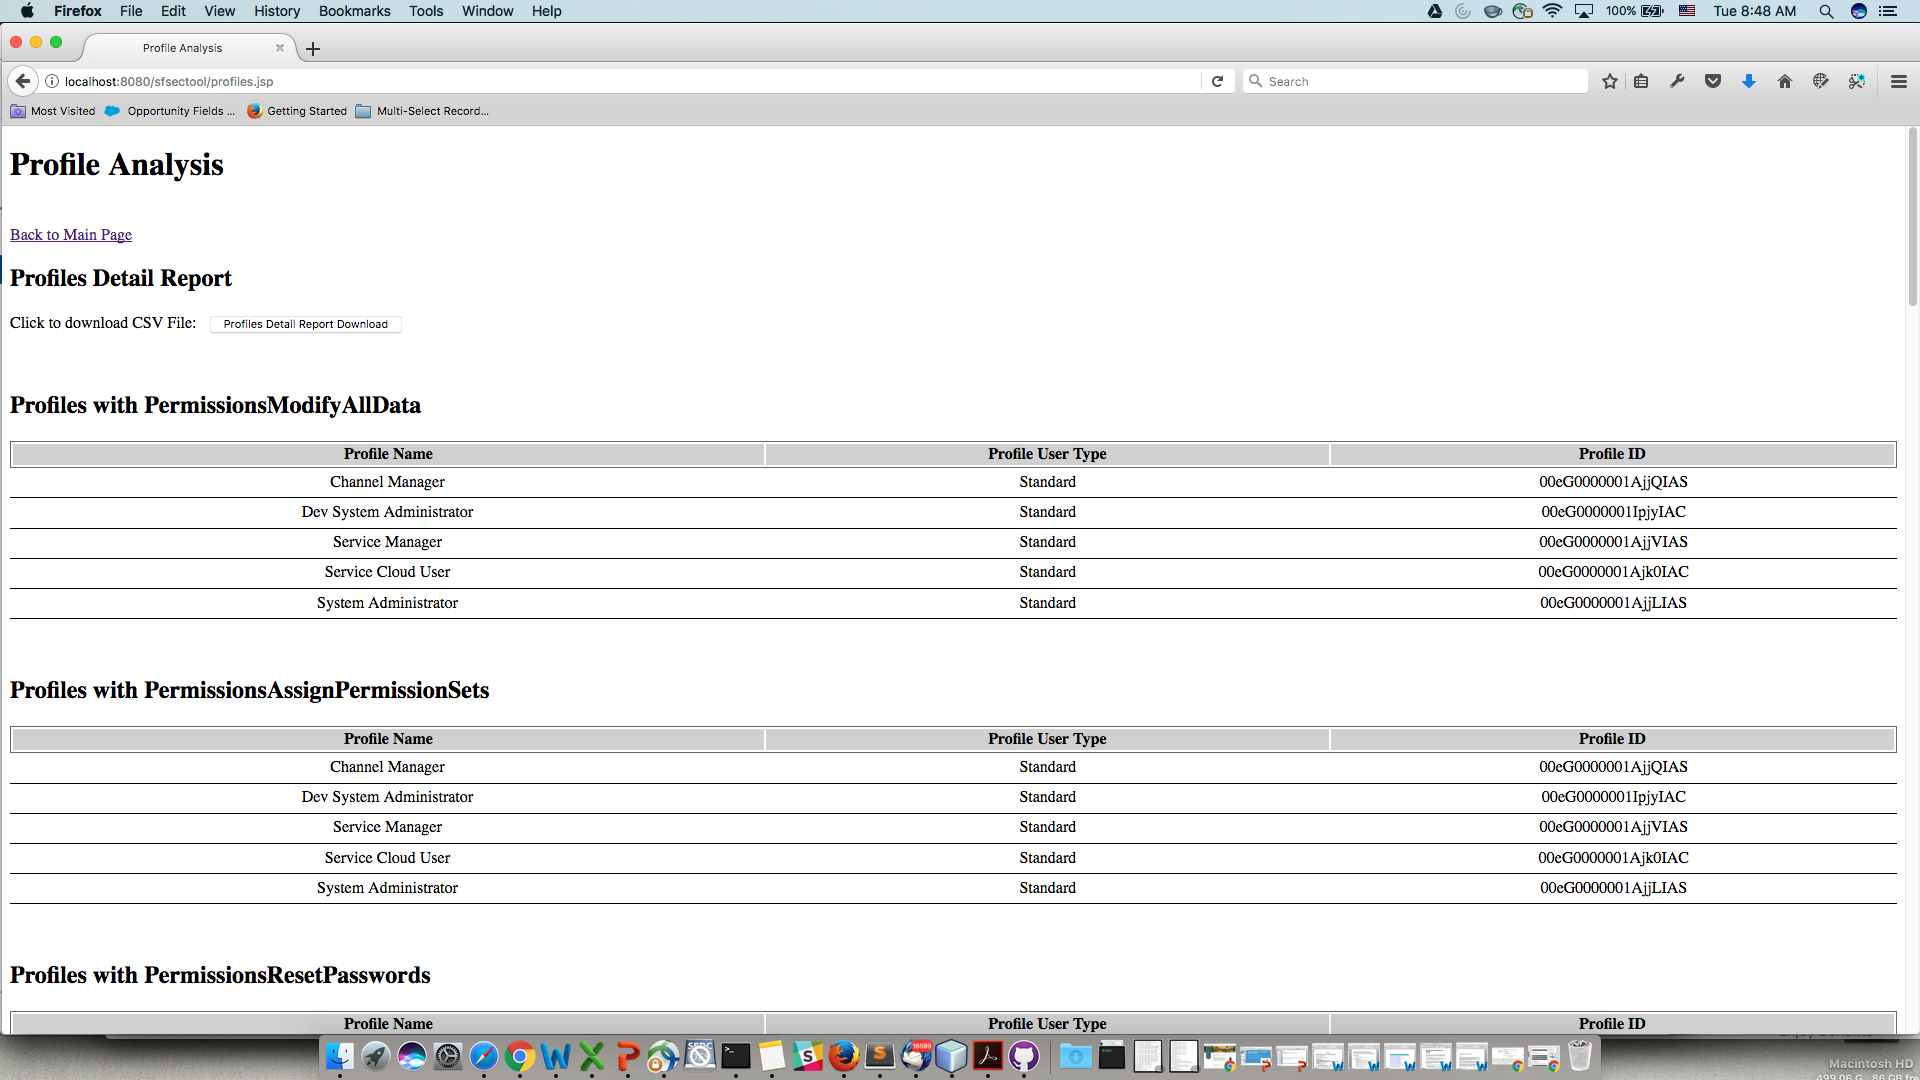 Firefox File Edit View History Bookmarks Tools Window Help 100% Tue 8:48 AM
Profile Analysis
localhost:8080/sfsectool/profiles.jsp Search
Most Visited Opportunity Fields ... Getting Started Multi-Select Record...
Profile Analysis
Back to Main Page
Profiles Detail Report
Click to download CSV File: Profiles Detail Report Download
Profiles with PermissionsModifyAllData
Profile Name Profile User Type Profile ID
Channel Manager Standard 00eG0000001AjjQIAS
Dev System Administrator Standard 00eG0000001IpjyIAC
Service Manager Standard 00eG0000001AjjVIAS
Service Cloud User Standard 00eG0000001Ajk0IAC
System Administrator Standard 00eG0000001AjjLIAS
Profiles with PermissionsAssignPermissionSets
Profile Name Profile User Type Profile ID
Channel Manager Standard 00eG0000001AjjQIAS
Dev System Administrator Standard 00eG0000001IpjyIAC
Service Manager Standard 00eG0000001AjjVIAS
Service Cloud User Standard 00eG0000001Ajk0IAC
System Administrator Standard 00eG0000001AjjLIAS
Profiles with PermissionsResetPasswords
Profile Name Profile User Type Profile ID
18599
Macintosh HD